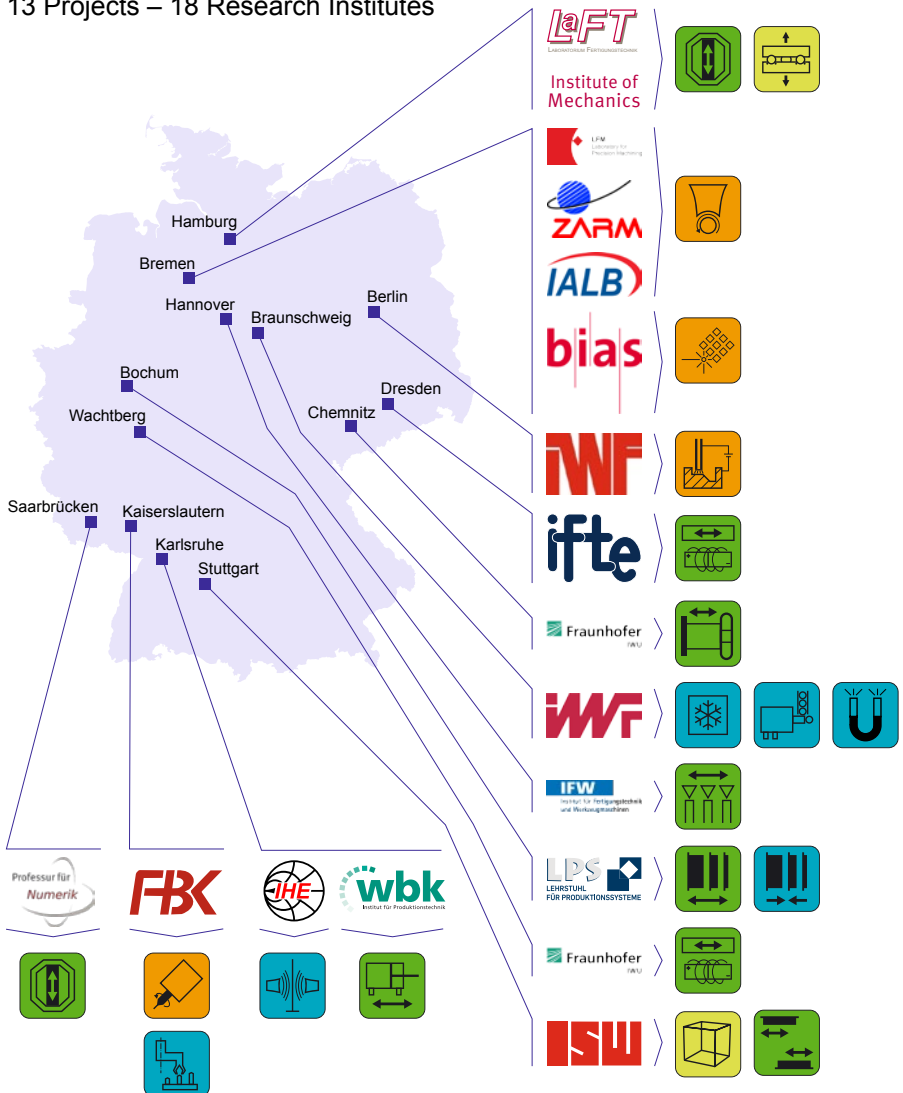 13 Projects – 18 Research Institutes
LaFT
LABORATORIUM FERTIGUNGSTECHNIK
Institute of
Mechanics
LFM
Laboratory for
Precision Machining
ZARM
IALB
bias
Hamburg
Bremen
Hannover
Braunschweig
Berlin
Bochum
Wachtberg
Dresden
Chemnitz
Saarbrücken
Kaiserslautern
Karlsruhe
Stuttgart
iWF
ifte
Fraunhofer
IWU
iWF
IFW
Institut für Fertigungstechnik
und Werkzeugmaschinen
LPS
LEHRSTUHL
FÜR PRODUKTIONSSYSTEME
Fraunhofer
IWU
ISW
Professur für
Numerik
FBK
IHE
wbk
Institut für Produktionstechnik